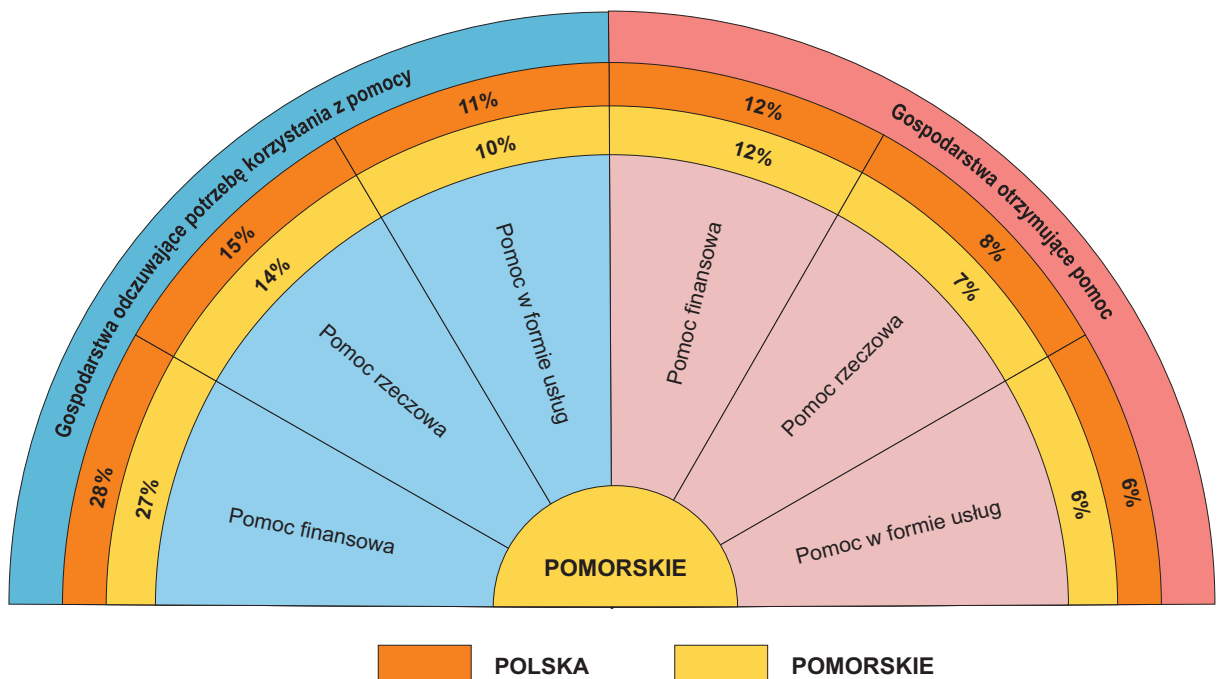 Gospodarstwa odczuwające potrzebę korzystania z pomocy
Gospodarstwa otrzymujące pomoc
28%
15%
11%
12%
8%
6%
27%
14%
10%
12%
7%
6%
Pomoc finansowa
Pomoc rzeczowa
Pomoc w formie usług
Pomoc finansowa
Pomoc rzeczowa
Pomoc w formie usług
POMORSKIE
POLSKA
POMORSKIE